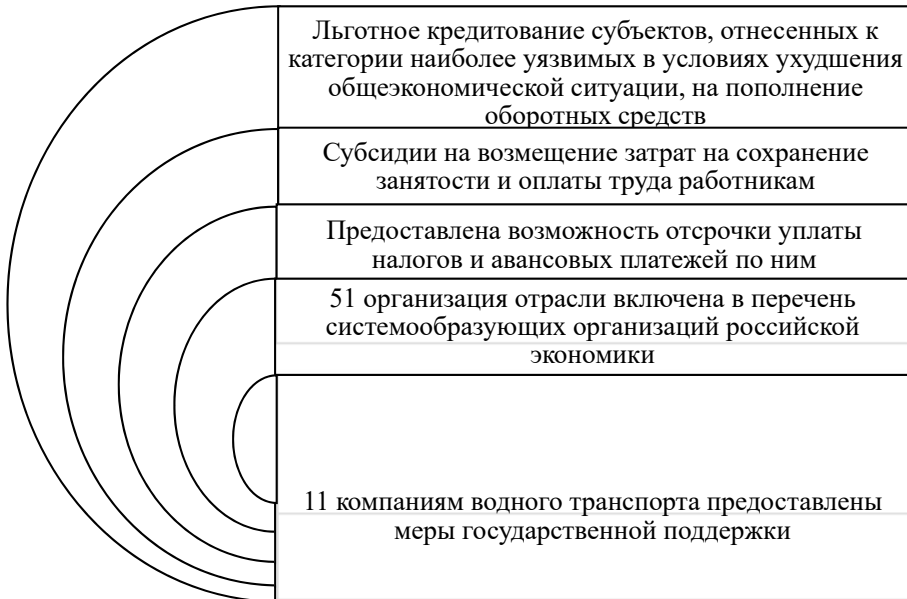 Льготное кредитование субъектов, отнесенных к
категории наиболее уязвимых в условиях ухудшения
общеэкономической ситуации, на пополнение
оборотных средств
Субсидии на возмещение затрат на сохранение
занятости и оплаты труда работникам
Предоставлена возможность отсрочки уплаты
налогов и авансовых платежей по ним
51 организация отрасли включена в перечень
системообразующих организаций российской
экономики
11 компаниям водного транспорта предоставлены
меры государственной поддержки